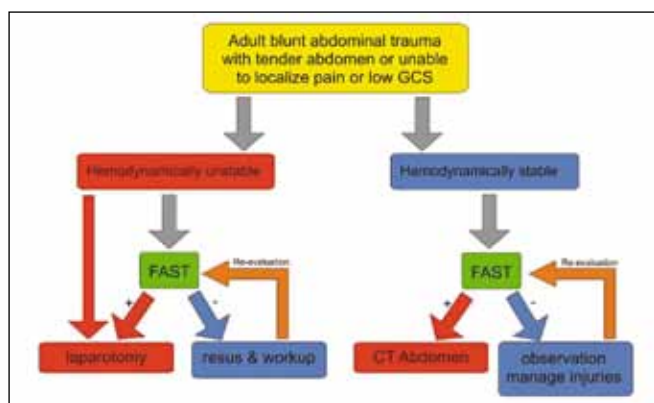 Adult blunt abdominal trauma
with tender abdomen or unable
to localize pain or low GCS
Hemodynamically unstable
Hemodynamically stable
FAST
Re-evaluation
+
-
laparotomy
resus & workup
FAST
Re-evaluation
+
-
CT Abdomen
observation
manage injuries